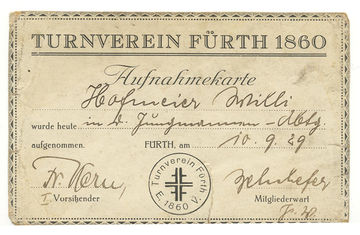 TURNVEREIN FÜRTH 1860
Aufnahmekarte
Hofmeier Willi
wurde heute in d. Jungmannen-Abtg.
aufgenommen. FÜRTH, am 10.9.29
Turnverein Fürth
E. 1860 V.
I. Vorsitzender
Mitgliederwart